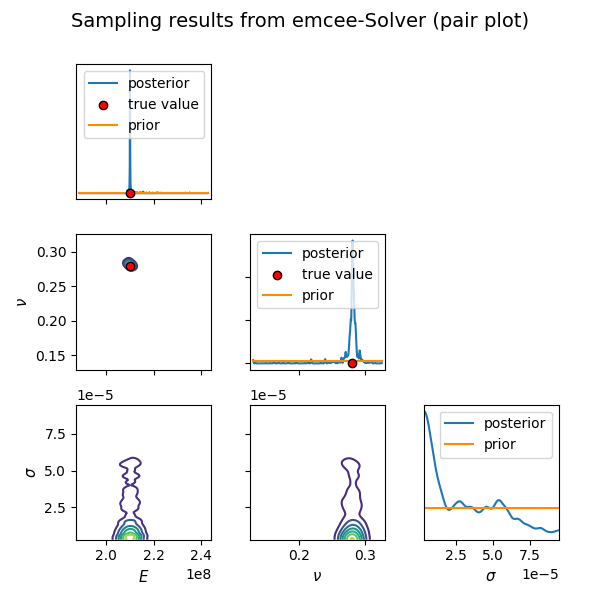 Sampling results from emcee-Solver (pair plot)
posterior
true value
prior
0.30
0.25
0.20
0.15
ν
posterior
true value
prior
1e−5
7.5
5.0
2.5
σ
2.0 2.2 2.4
1e8
E
1e−5
0.2 0.3
ν
posterior
prior
2.5 5.0 7.5
1e−5
σ